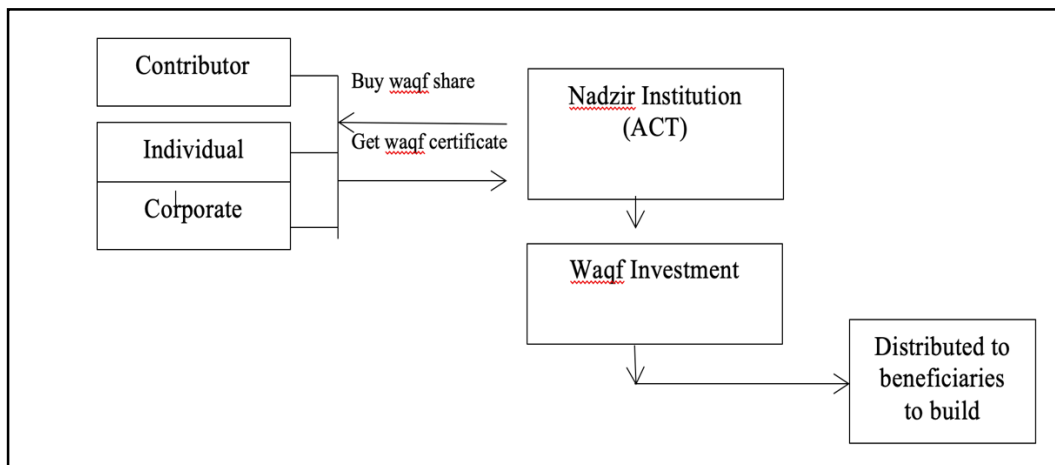 Contributor
Individual
Corporate
Buy waqf share
Get waqf certificate
Nadzir Institution
(ACT)
Waqf Investment
Distributed to
beneficiaries
to build